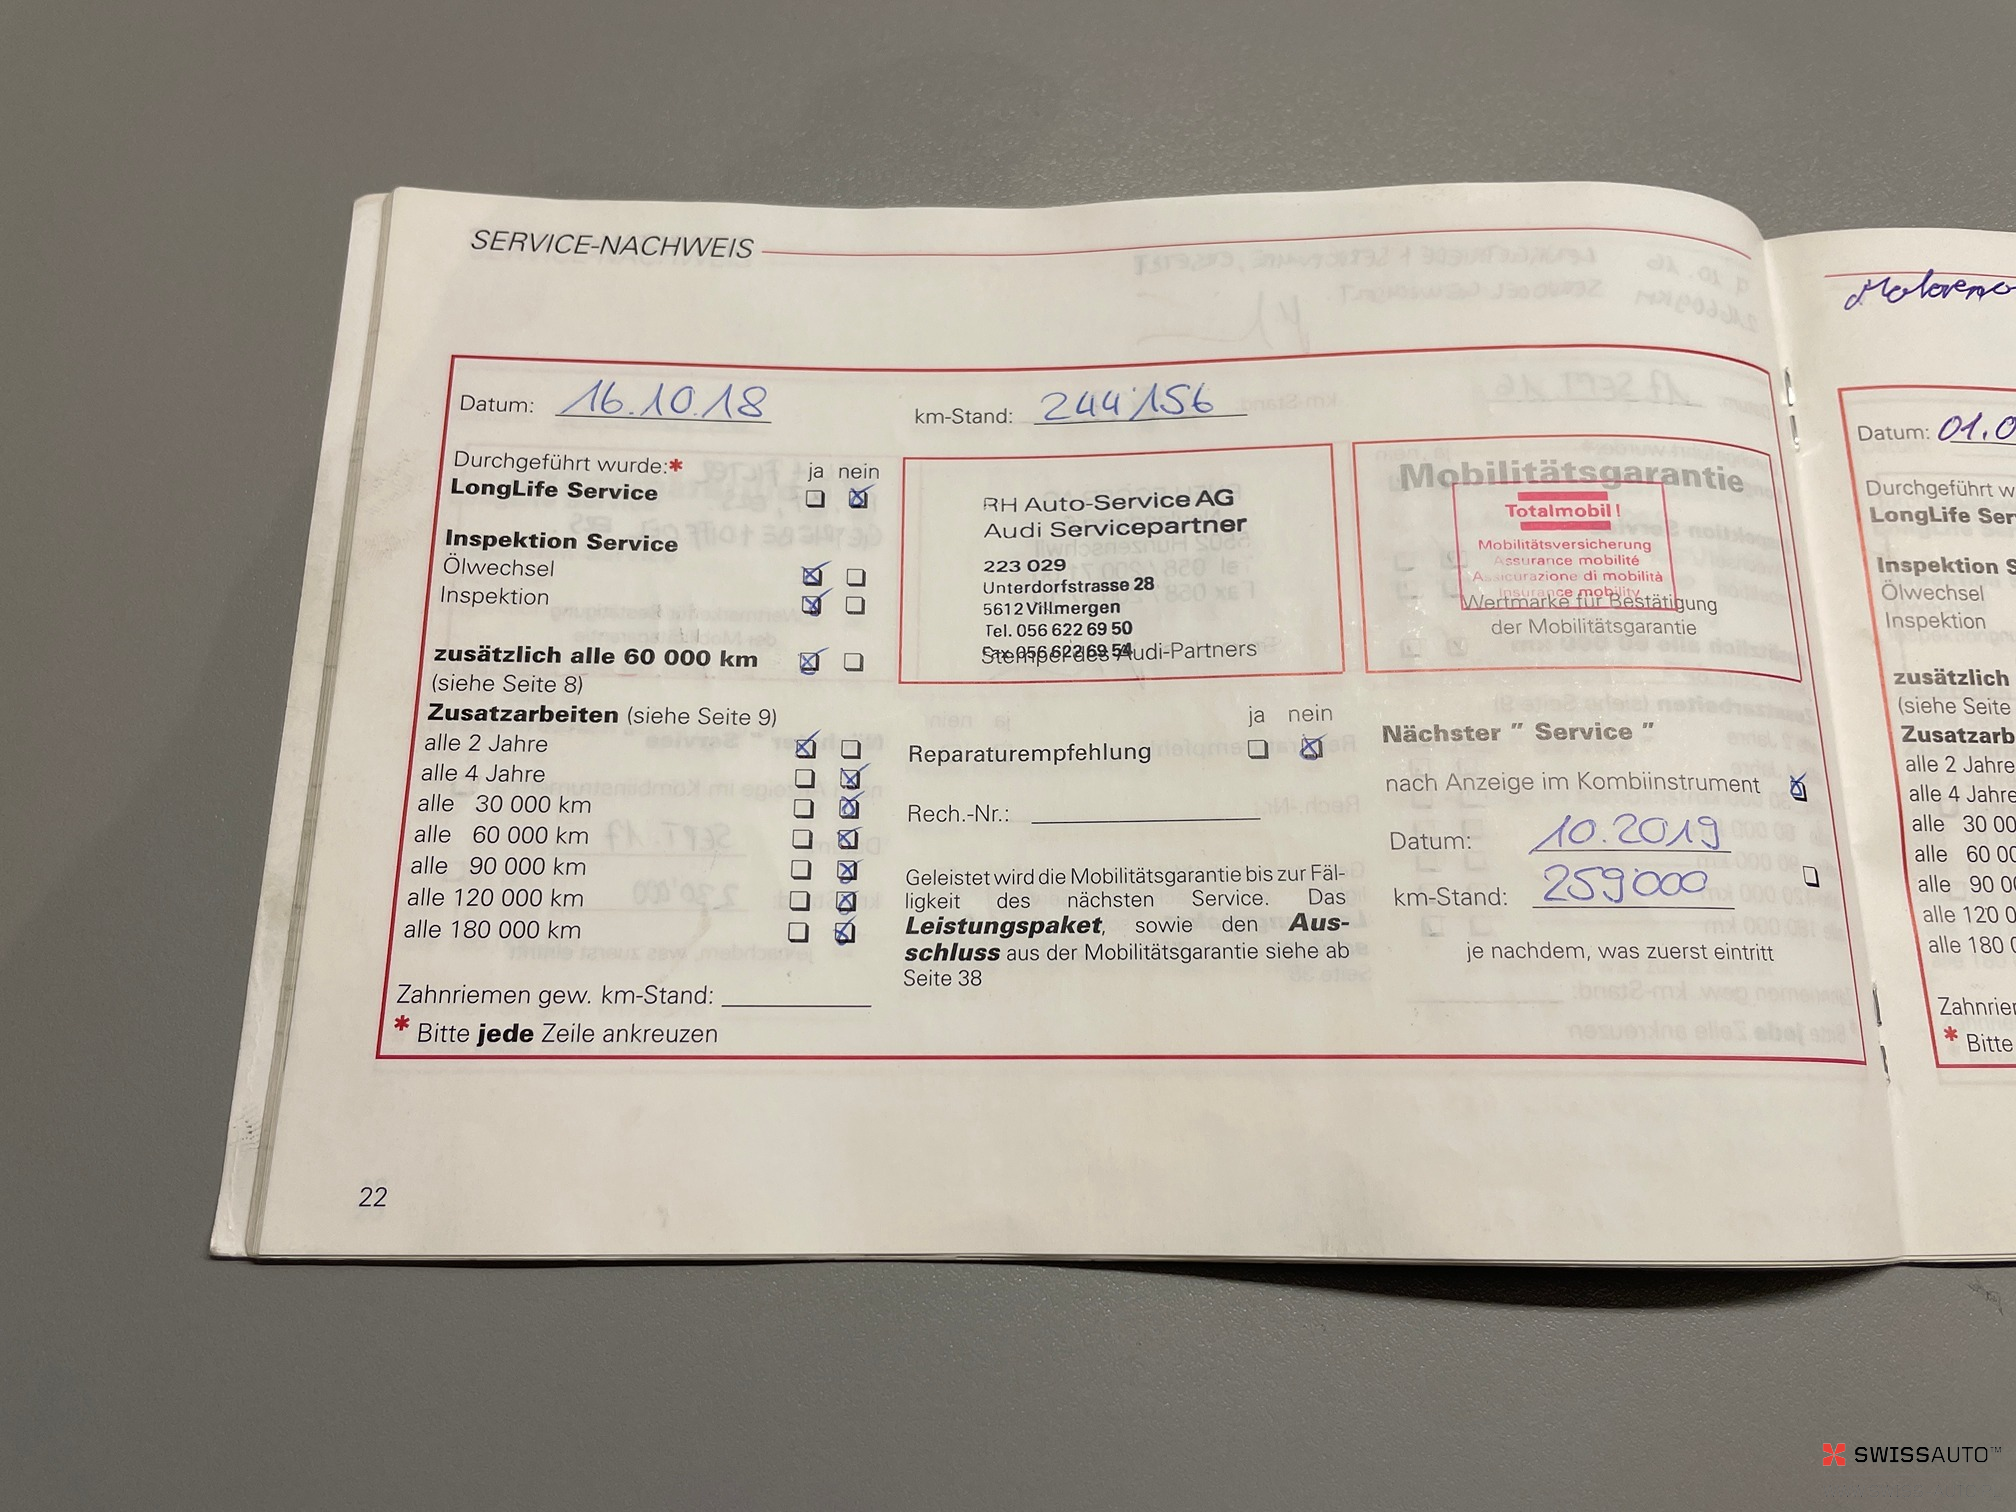 SERVICE-NACHWEIS
Datum: 16.10.18
km-Stand: 244'156
Durchgeführt wurde:* ja nein
LongLife Service
Inspektion Service
Ölwechsel
Inspektion
zusätzlich alle 60 000 km
(siehe Seite 8)
Zusatzarbeiten (siehe Seite 9)
alle 2 Jahre
alle 4 Jahre
alle 30 000 km
alle 60 000 km
alle 90 000 km
alle 120 000 km
alle 180 000 km
Zahnriemen gew. km-Stand:
* Bitte jede Zeile ankreuzen
RH Auto-Service AG
Audi Servicepartner
223 029
Unterdorfstrasse 28
5612 Villmergen
Tel. 056 622 69 50
Fax 056 622 69 54
Stempel des Audi-Partners
ja nein
Reparaturempfehlung
Rech.-Nr.:
Geleistet wird die Mobilitätsgarantie bis zur Fäl-
ligkeit des nächsten Service. Das
Leistungspaket, sowie den Aus-
schluss aus der Mobilitätsgarantie siehe ab
Seite 38
Mobilitätsgarantie
Totalmobil!
Mobilitätsversicherung
Assurance mobilité
Assicurazione di mobilità
Insurance mobility
Wertmarke für Bestätigung
der Mobilitätsgarantie
Nächster " Service "
nach Anzeige im Kombiinstrument
Datum: 10.2019
km-Stand: 259'000
je nachdem, was zuerst eintritt
22
Datum: 01.0
Durchgeführt w
LongLife Ser
Inspektion S
Ölwechsel
Inspektion
zusätzlich
(siehe Seite
Zusatzarb
alle 2 Jahre
alle 4 Jahre
alle 30 00
alle 60 00
alle 90 00
alle 120 0
alle 180 0
Zahnrie
* Bitte
SWISSAUTO™